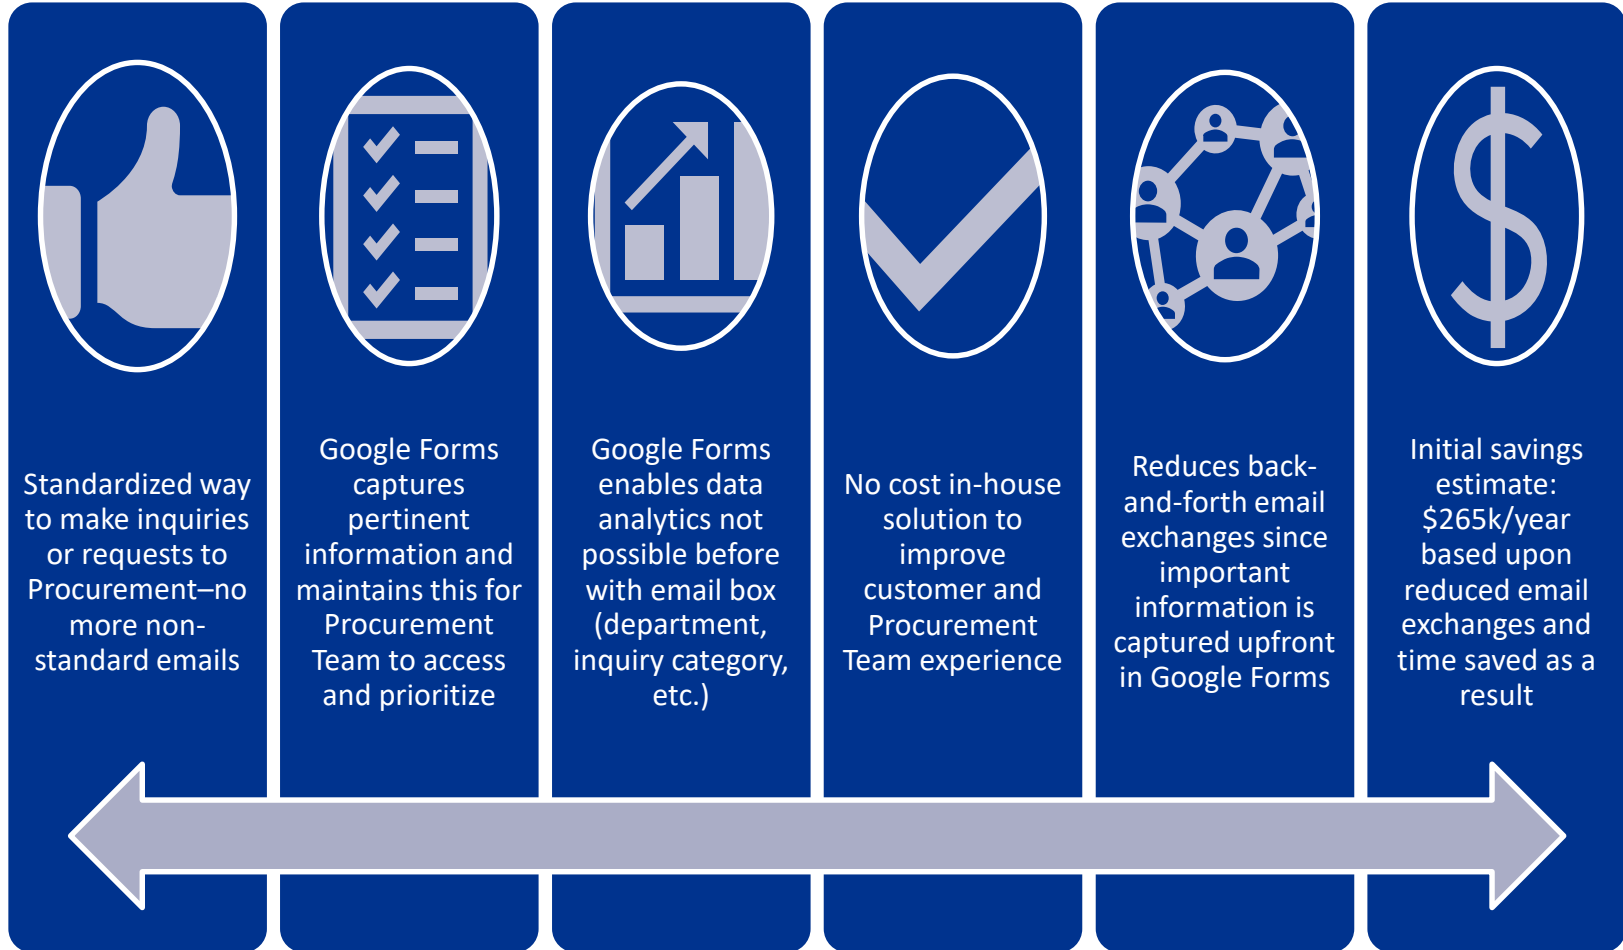 Standardized way
to make inquiries
or requests to
Procurement–no
more non-
standard emails
Google Forms
captures
pertinent
information and
maintains this for
Procurement
Team to access
and prioritize
Google Forms
enables data
analytics not
possible before
with email box
(department,
inquiry category,
etc.)
No cost in-house
solution to
improve
customer and
Procurement
Team experience
Reduces back-
and-forth email
exchanges since
important
information is
captured upfront
in Google Forms
Initial savings
estimate:
$265k/year
based upon
reduced email
exchanges and
time saved as a
result